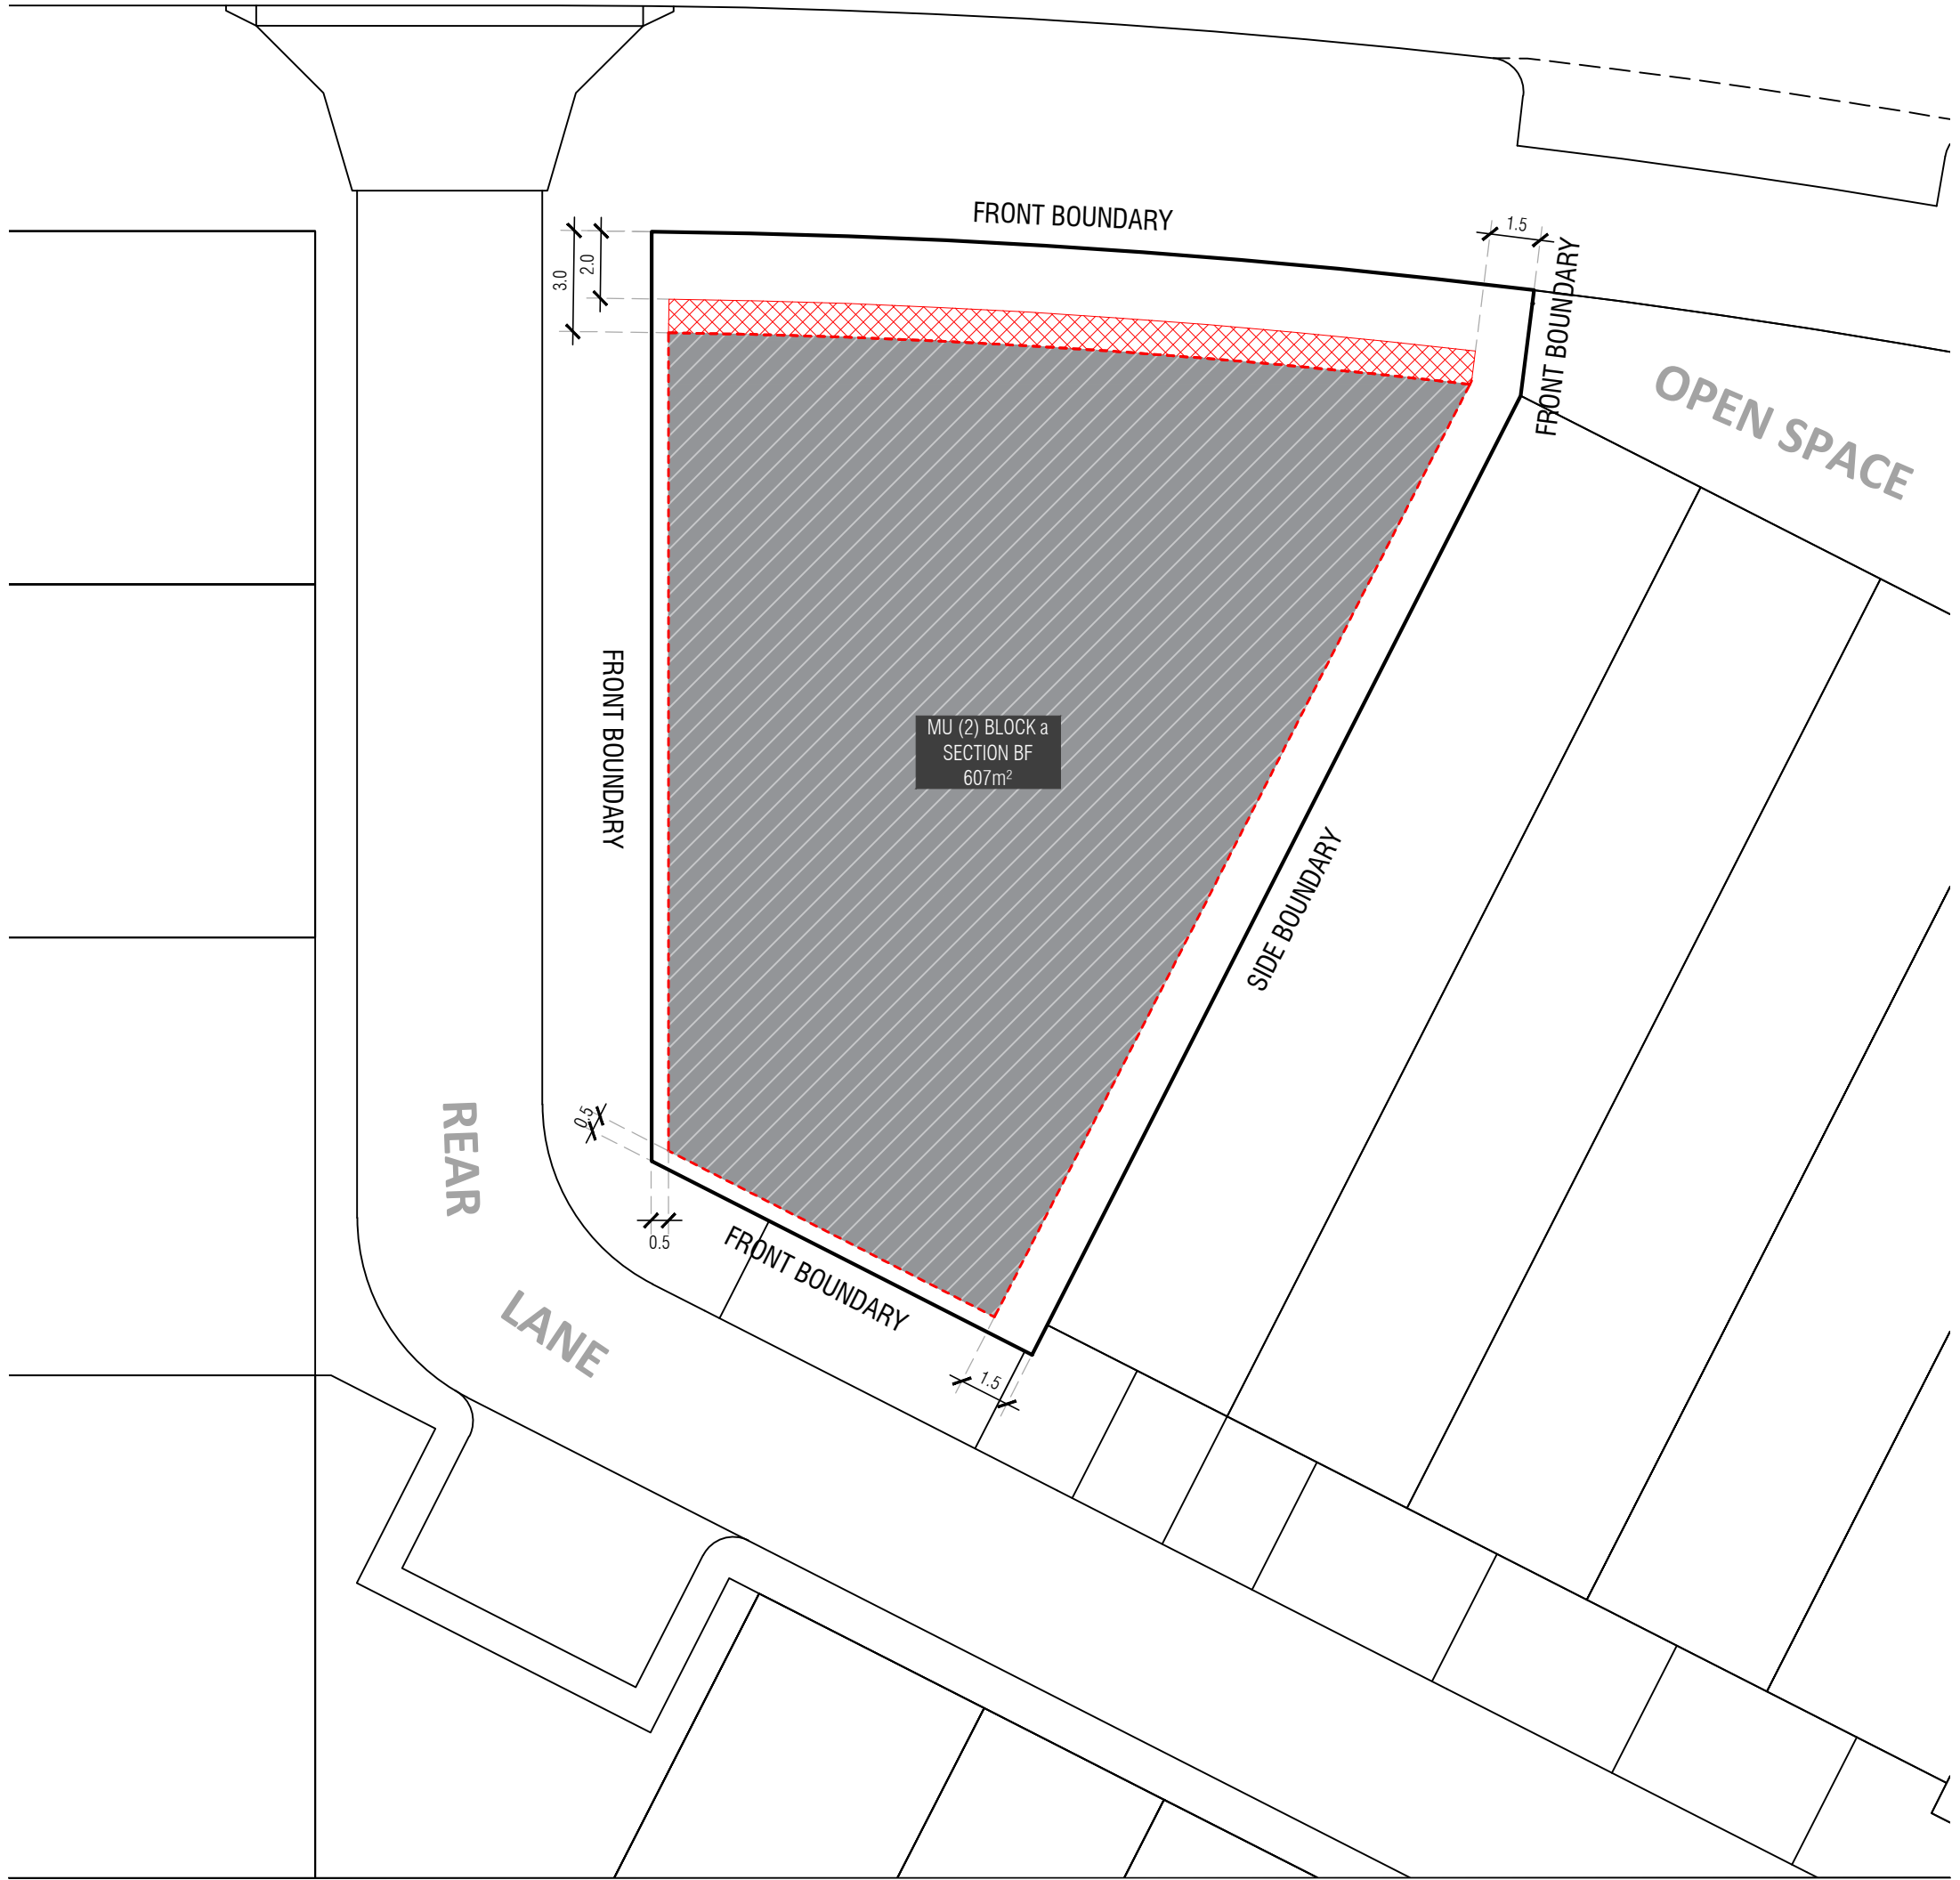 FRONT BOUNDARY
1.5
FRONT BOUNDARY
3.0
2.0
OPEN SPACE
FRONT BOUNDARY
MU (2) BLOCK a
SECTION BF
607m²
SIDE BOUNDARY
REAR
LANE
0.5
0.5
FRONT BOUNDARY
1.5